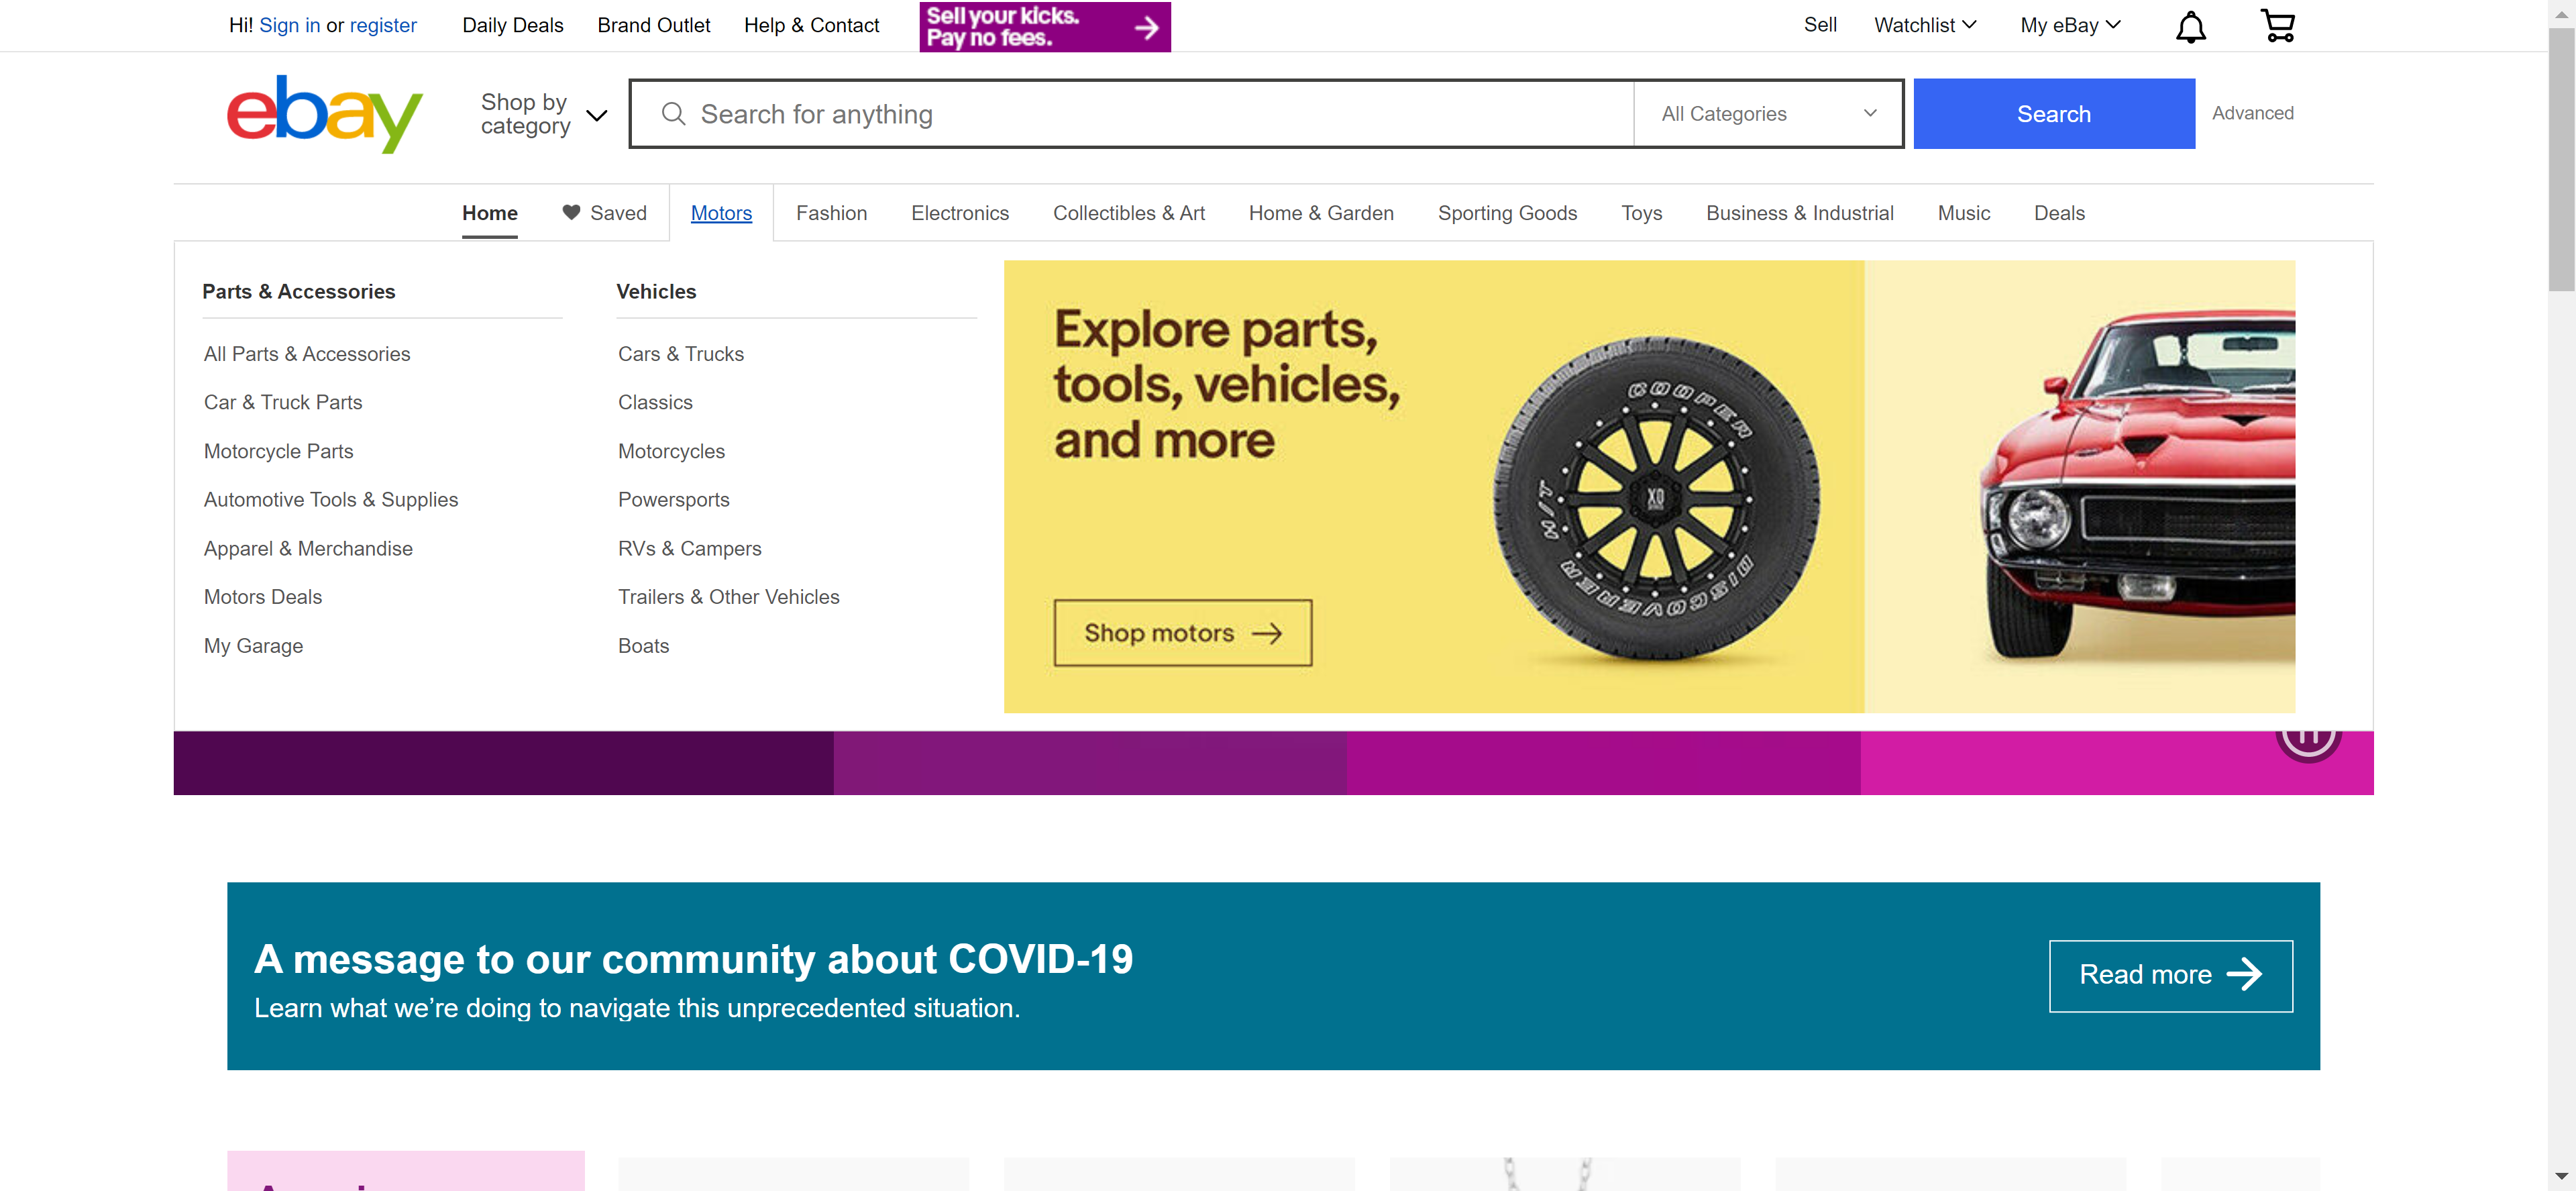 Hi! Sign in or register
Daily Deals
Brand Outlet
Help & Contact
Sell your kicks.
Pay no fees.
Sell
Watchlist
My eBay
ebay
Shop by
category
Search for anything
All Categories
Search
Advanced
Home
Saved
Motors
Fashion
Electronics
Collectibles & Art
Home & Garden
Sporting Goods
Toys
Business & Industrial
Music
Deals
Parts & Accessories
All Parts & Accessories
Car & Truck Parts
Motorcycle Parts
Automotive Tools & Supplies
Apparel & Merchandise
Motors Deals
My Garage
Vehicles
Cars & Trucks
Classics
Motorcycles
Powersports
RVs & Campers
Trailers & Other Vehicles
Boats
Explore parts,
tools, vehicles,
and more
Shop motors
COOPER
DISCOVERER
H/T
XD
A message to our community about COVID-19
Learn what we’re doing to navigate this unprecedented situation.
Read more